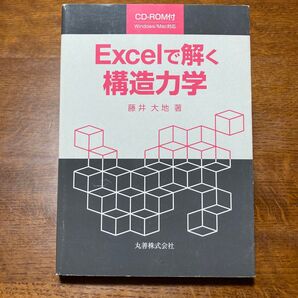 CD-ROM付
Windows/Mac対応
Excelで解く
構造力学
藤井 大地 著
丸善株式会社